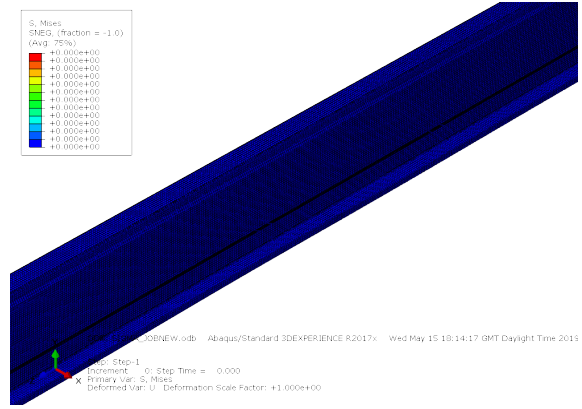 S, Mises
SNEG, (fraction = -1.0)
(Avg: 75%)
+0.000e+00
+0.000e+00
+0.000e+00
+0.000e+00
+0.000e+00
+0.000e+00
+0.000e+00
+0.000e+00
+0.000e+00
+0.000e+00
+0.000e+00
+0.000e+00
+0.000e+00
JOBNEW.odb Abaqus/Standard 3DEXPERIENCE R2017x Wed May 15 18:14:17 GMT Daylight Time 2019
Step-1
X Increment 0: Step Time = 0.000
Primary Var: S, Mises
Deformed Var: U Deformation Scale Factor: +1.000e+00